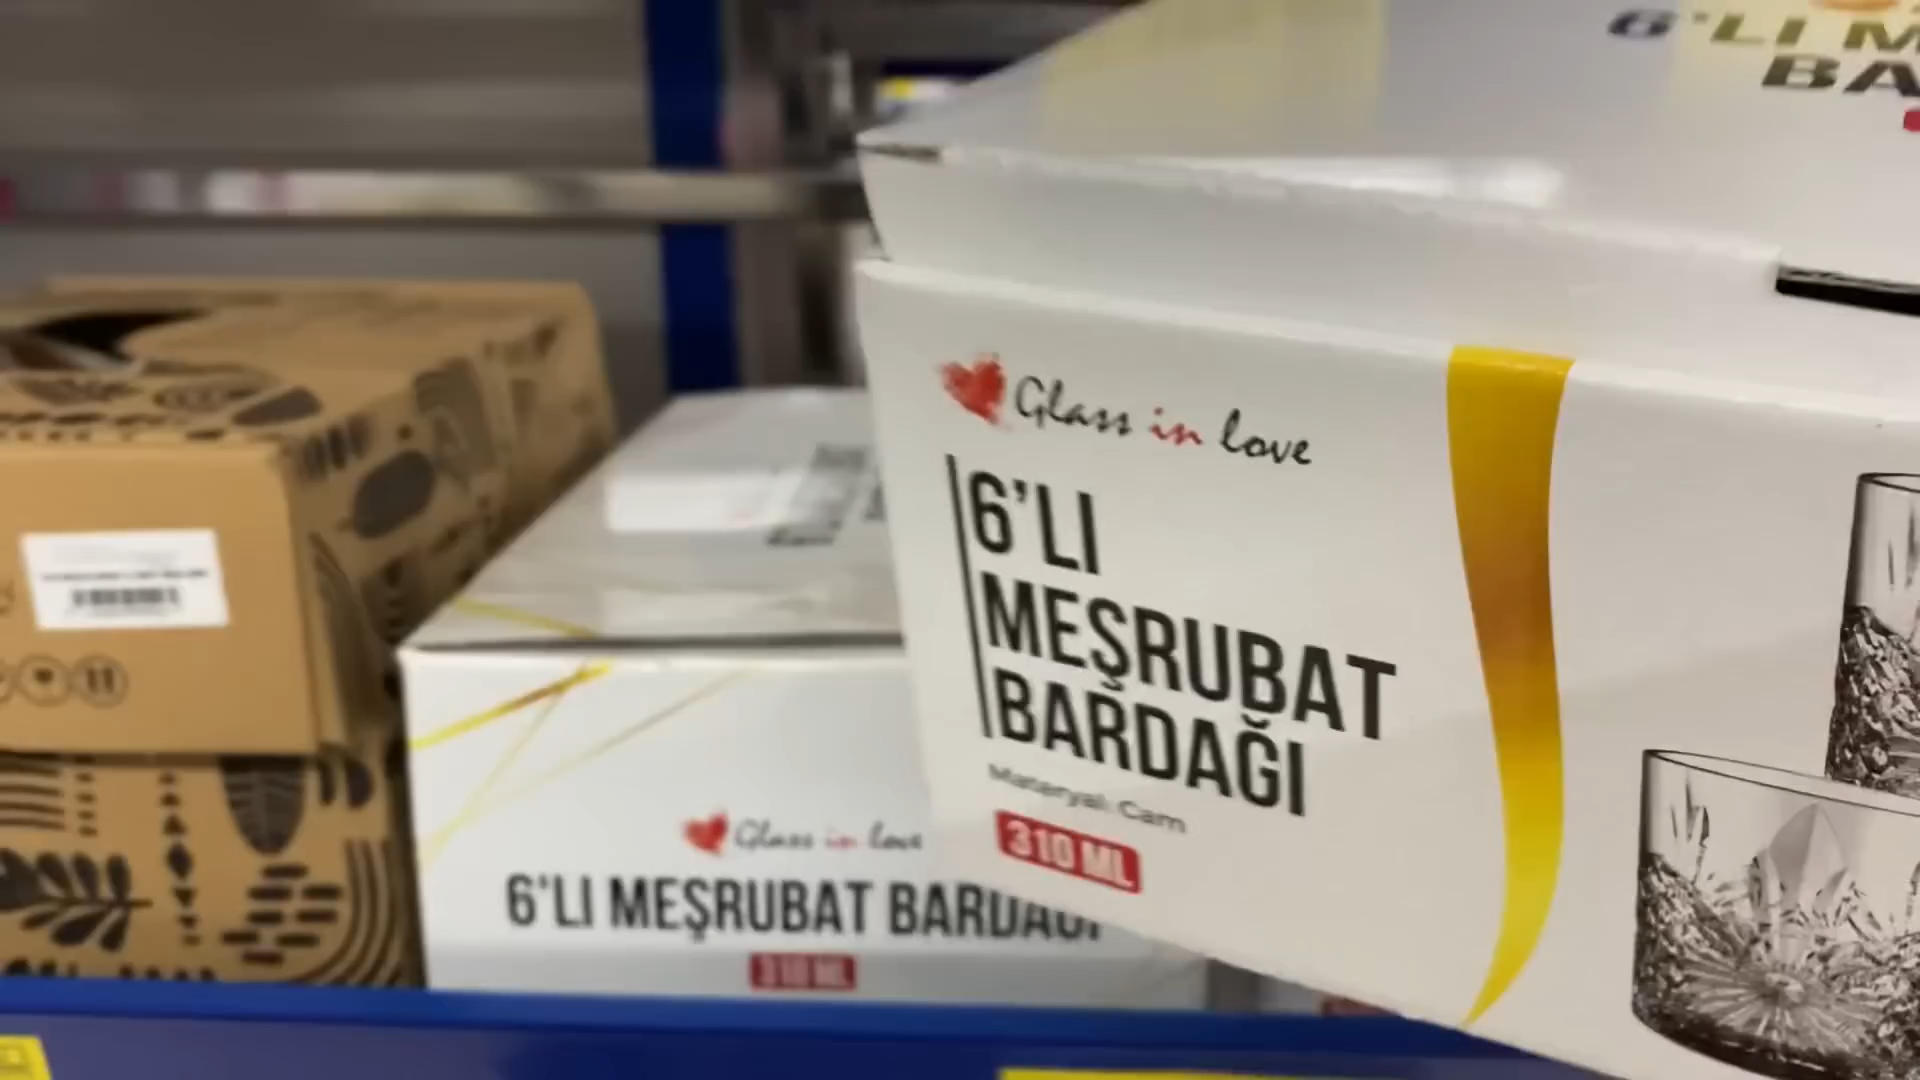 6'LI M
BA
Glass in love
6'LI
MEŞRUBAT
BARDAĞI
Materyal: Cam
310 ML
Glass in love
6'LI MEŞRUBAT BARDAĞI
310 ML